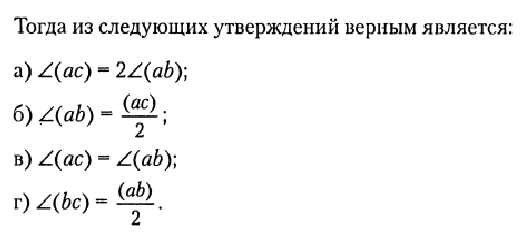 Тогда из следующих утверждений верным является:
а) ∠(ac) = 2∠(ab);
б) ∠(ab) = (ac)/2;
в) ∠(ac) = ∠(ab);
г) ∠(bc) = (ab)/2.